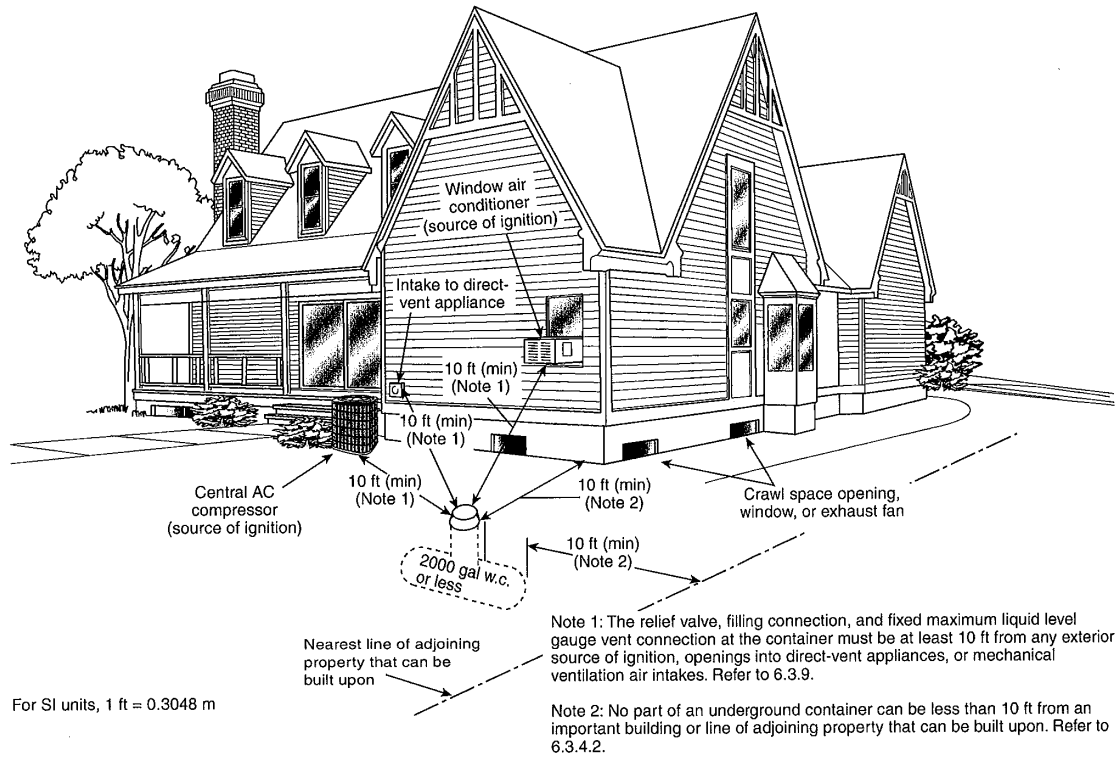 Window air
conditioner
(source of ignition)
Intake to direct-
vent appliance
10 ft (min)
(Note 1)
10 ft (min)
(Note 1)
10 ft (min)
(Note 1)
Central AC
compressor
(source of ignition)
10 ft (min)
(Note 2)
Crawl space opening,
window, or exhaust fan
10 ft (min)
(Note 2)
2000 gal w.c.
or less
Nearest line of adjoining
property that can be
built upon
For SI units, 1 ft = 0.3048 m
Note 1: The relief valve, filling connection, and fixed maximum liquid level
gauge vent connection at the container must be at least 10 ft from any exterior
source of ignition, openings into direct-vent appliances, or mechanical
ventilation air intakes. Refer to 6.3.9.
Note 2: No part of an underground container can be less than 10 ft from an
important building or line of adjoining property that can be built upon. Refer to
6.3.4.2.